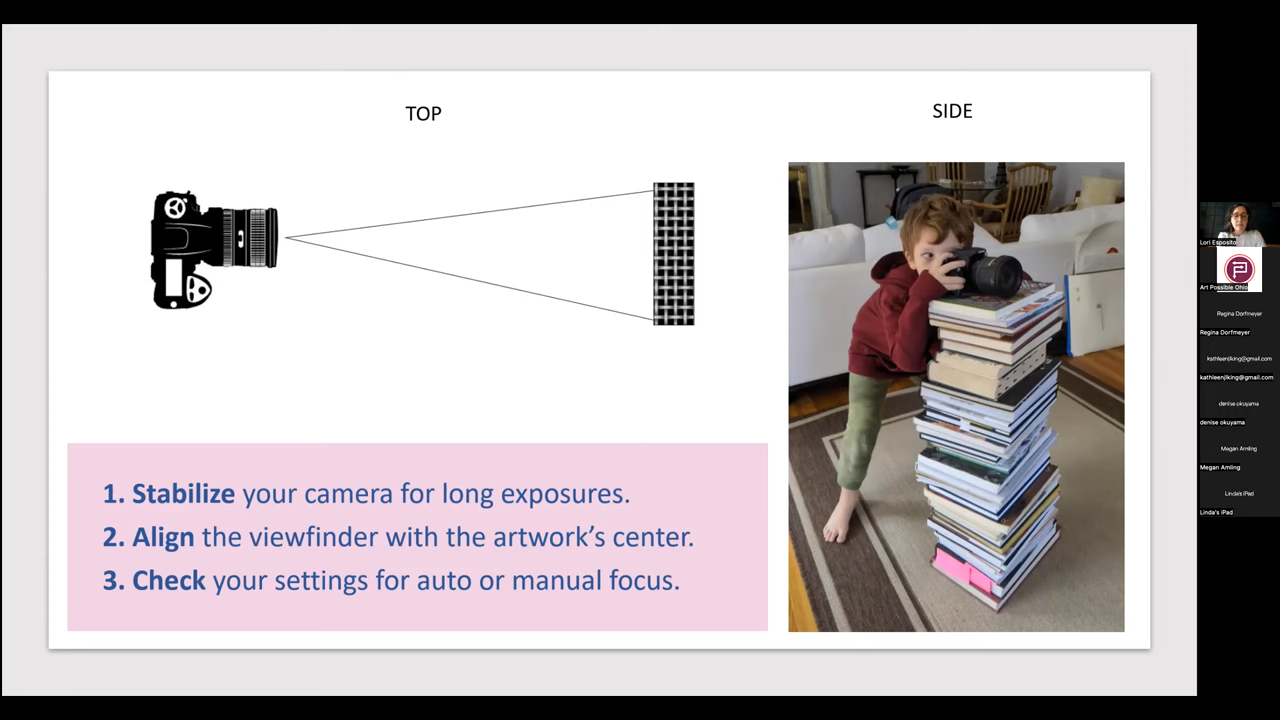 TOP
SIDE
1. Stabilize your camera for long exposures.
2. Align the viewfinder with the artwork’s center.
3. Check your settings for auto or manual focus.
Lori Esposito
Art Possible Ohio
Regina Dorfmeyer
Regina Dorfmeyer
kathleenjlking@gmail.com
kathleenjlking@gmail.com
denise okuyama
denise okuyama
Megan Amling
Megan Amling
Linda's iPad
Linda's iPad